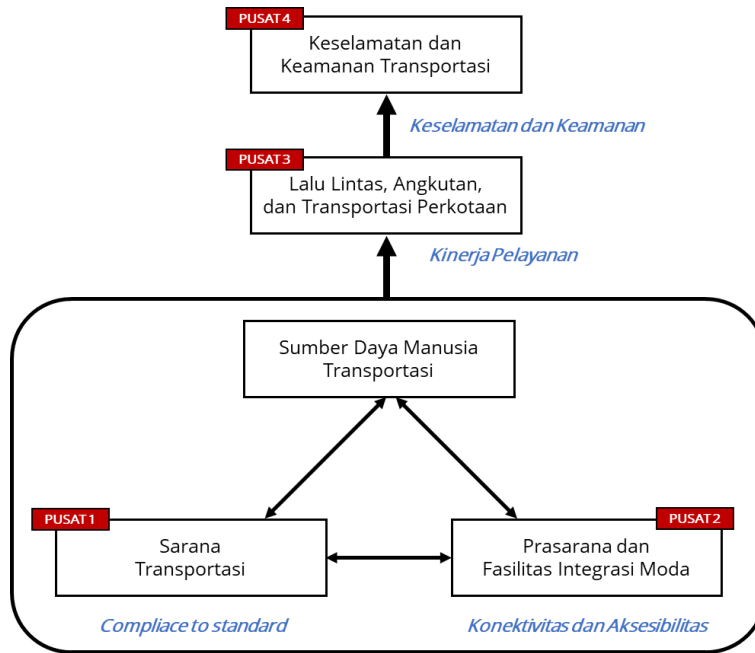 PUSAT 4
Keselamatan dan
Keamanan Transportasi
Keselamatan dan Keamanan
PUSAT 3
Lalu Lintas, Angkutan,
dan Transportasi Perkotaan
Kinerja Pelayanan
Sumber Daya Manusia
Transportasi
PUSAT 1
Sarana
Transportasi
Compliace to standard
PUSAT 2
Prasarana dan
Fasilitas Integrasi Moda
Konektivitas dan Aksesibilitas